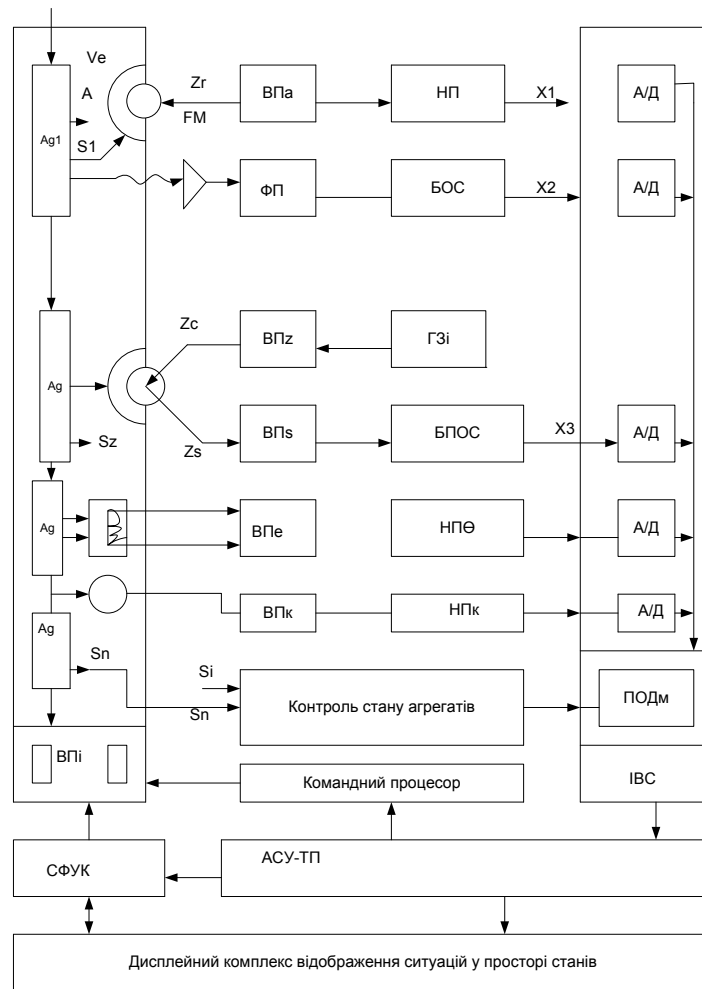 Ve
Zr
ВПа
НП
X1
А/Д
A
FM
Ag1
S1
ФП
БОС
X2
А/Д
Zc
ВПz
ГЗі
Ag
Sz
Zs
ВПs
БПОС
X3
А/Д
Ag
ВПе
НПΘ
А/Д
ВПк
НПк
А/Д
Ag
Sn
Si
Sn
Контроль стану агрегатів
ПОДм
ВПі
Командний процесор
ІВС
СФУК
АСУ-ТП
Дисплейний комплекс відображення ситуацій у просторі станів